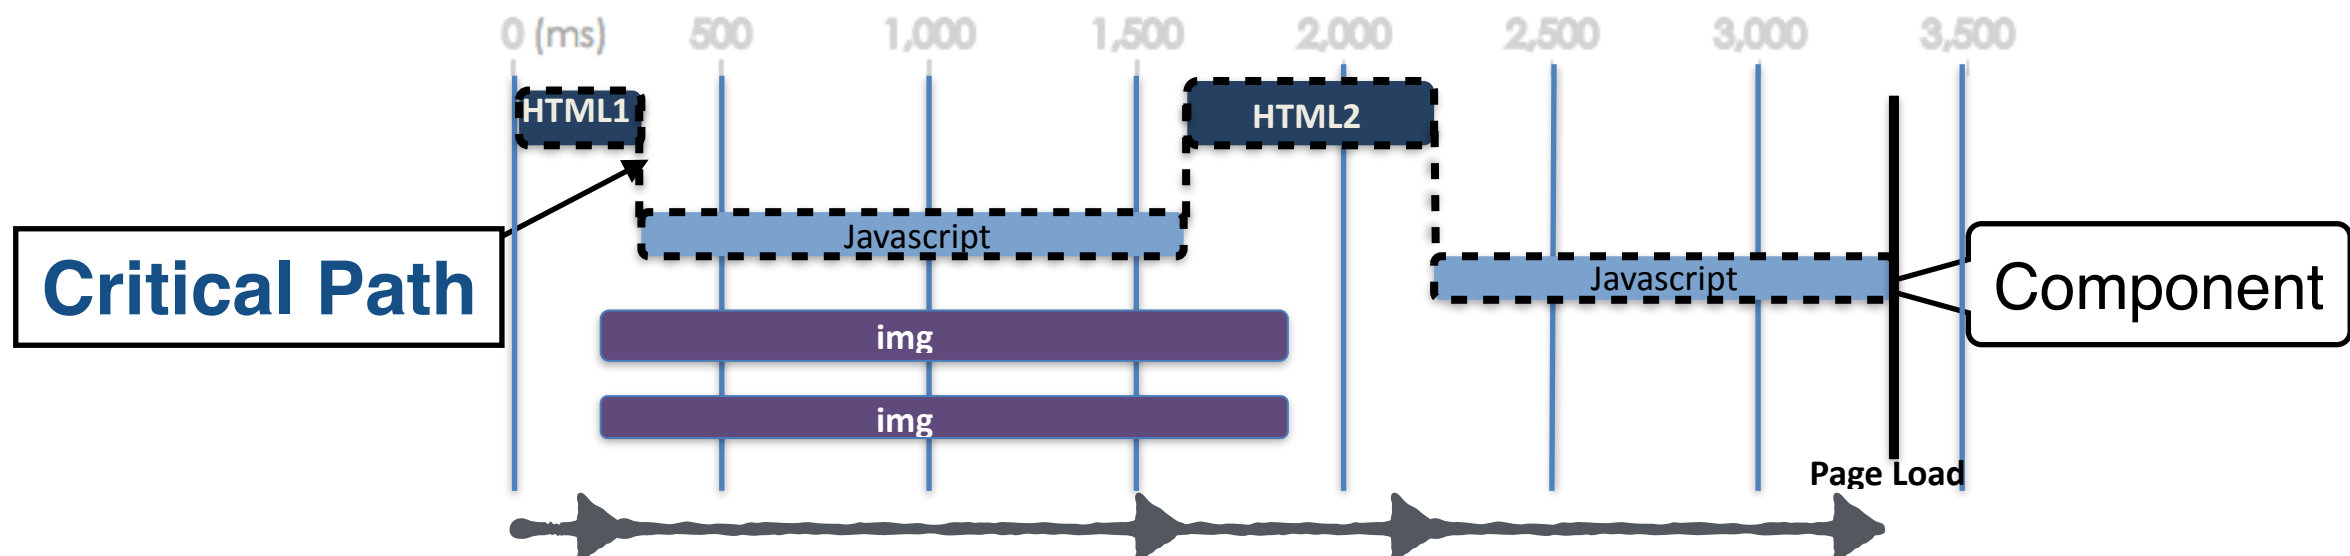 0 (ms) 500 1,000 1,500 2,000 2,500 3,000 3,500
HTML1 HTML2
Javascript
Critical Path
Javascript
Component
img
img
Page Load